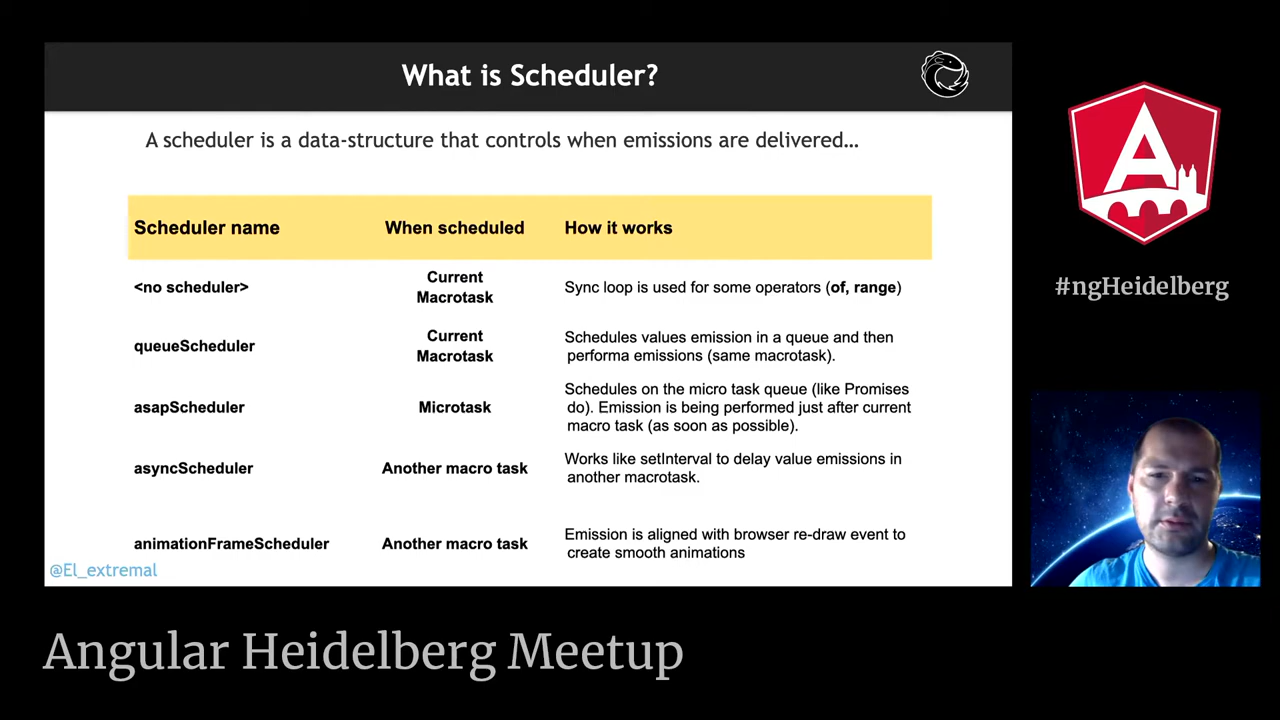 What is Scheduler?
A scheduler is a data-structure that controls when emissions are delivered…
Scheduler name When scheduled How it works
<no scheduler>
Current
Macrotask
Sync loop is used for some operators (of, range)
queueScheduler
Current
Macrotask
Schedules values emission in a queue and then
performa emissions (same macrotask).
asapScheduler
Microtask
Schedules on the micro task queue (like Promises
do). Emission is being performed just after current
macro task (as soon as possible).
asyncScheduler
Another macro task
Works like setInterval to delay value emissions in
another macrotask.
animationFrameScheduler
Another macro task
Emission is aligned with browser re-draw event to
create smooth animations
@El_extremal
A
#ngHeidelberg
Angular Heidelberg Meetup